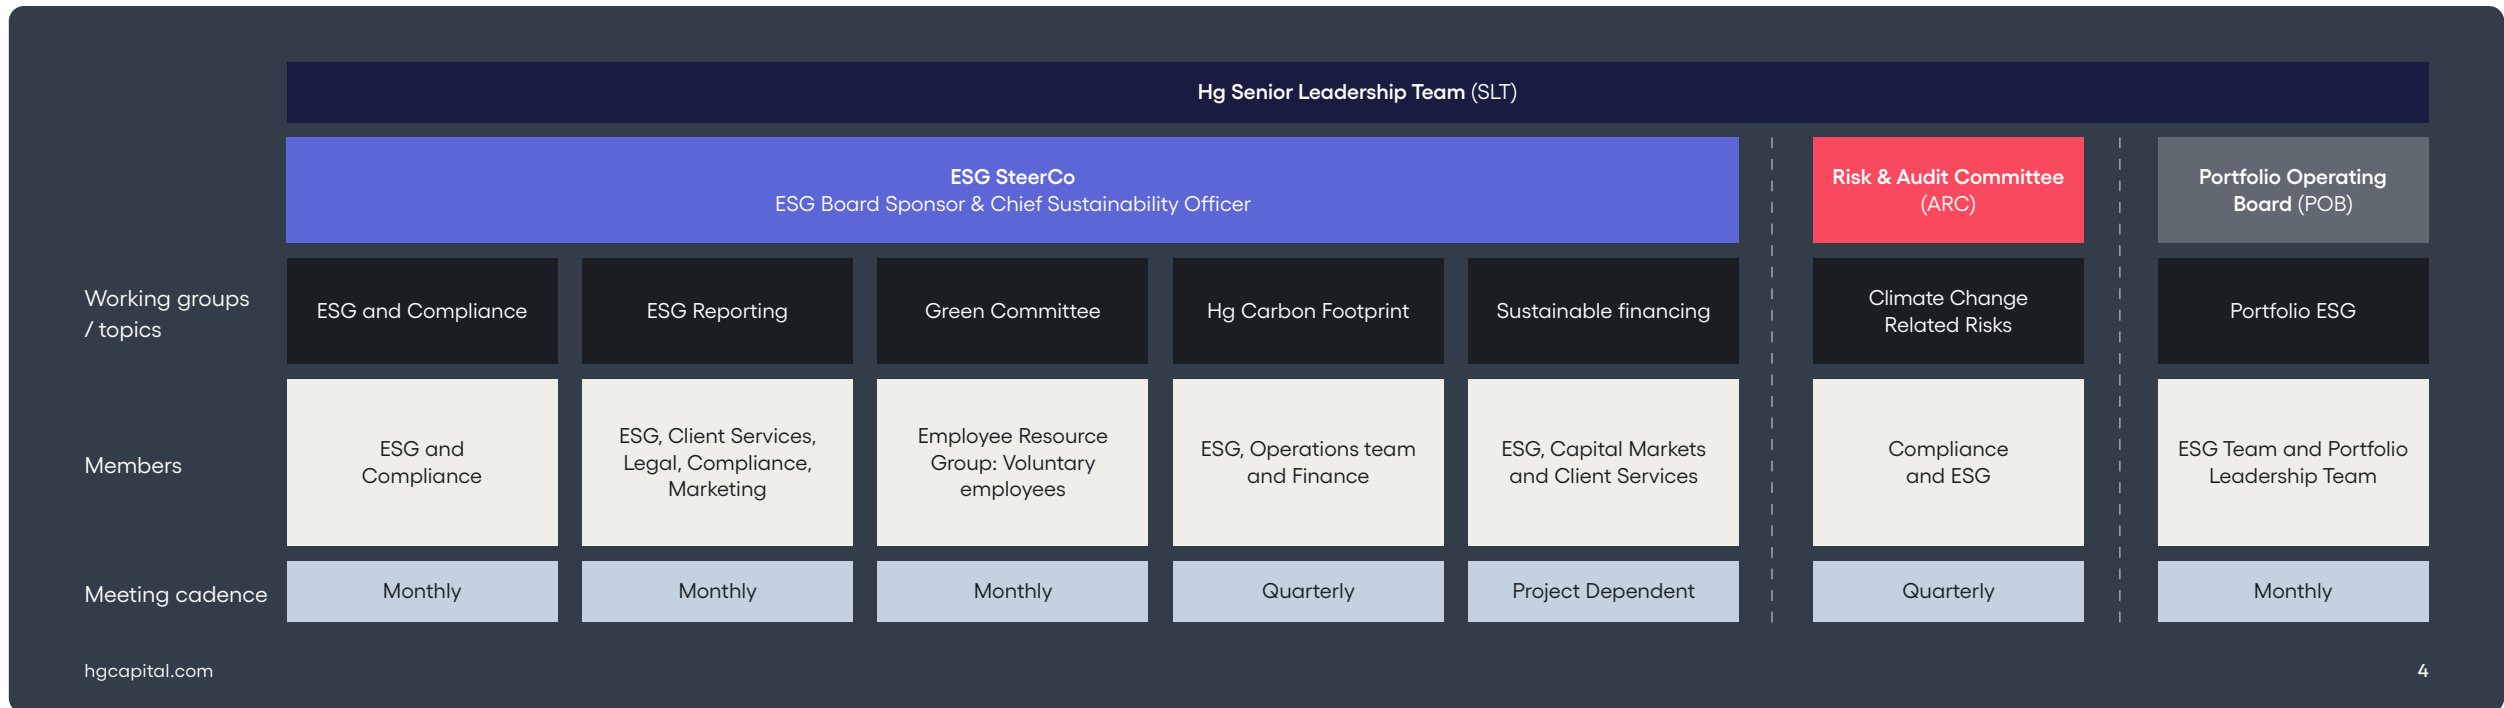 Hg Senior Leadership Team (SLT)
ESG SteerCo
ESG Board Sponsor & Chief Sustainability Officer
Risk & Audit Committee
(ARC)
Portfolio Operating
Board (POB)
Working groups
/ topics
ESG and Compliance
ESG Reporting
Green Committee
Hg Carbon Footprint
Sustainable financing
Climate Change
Related Risks
Portfolio ESG
Members
ESG and
Compliance
ESG, Client Services,
Legal, Compliance,
Marketing
Employee Resource
Group: Voluntary
employees
ESG, Operations team
and Finance
ESG, Capital Markets
and Client Services
Compliance
and ESG
ESG Team and Portfolio
Leadership Team
Meeting cadence
Monthly
Monthly
Monthly
Quarterly
Project Dependent
Quarterly
Monthly
hgcapital.com
4